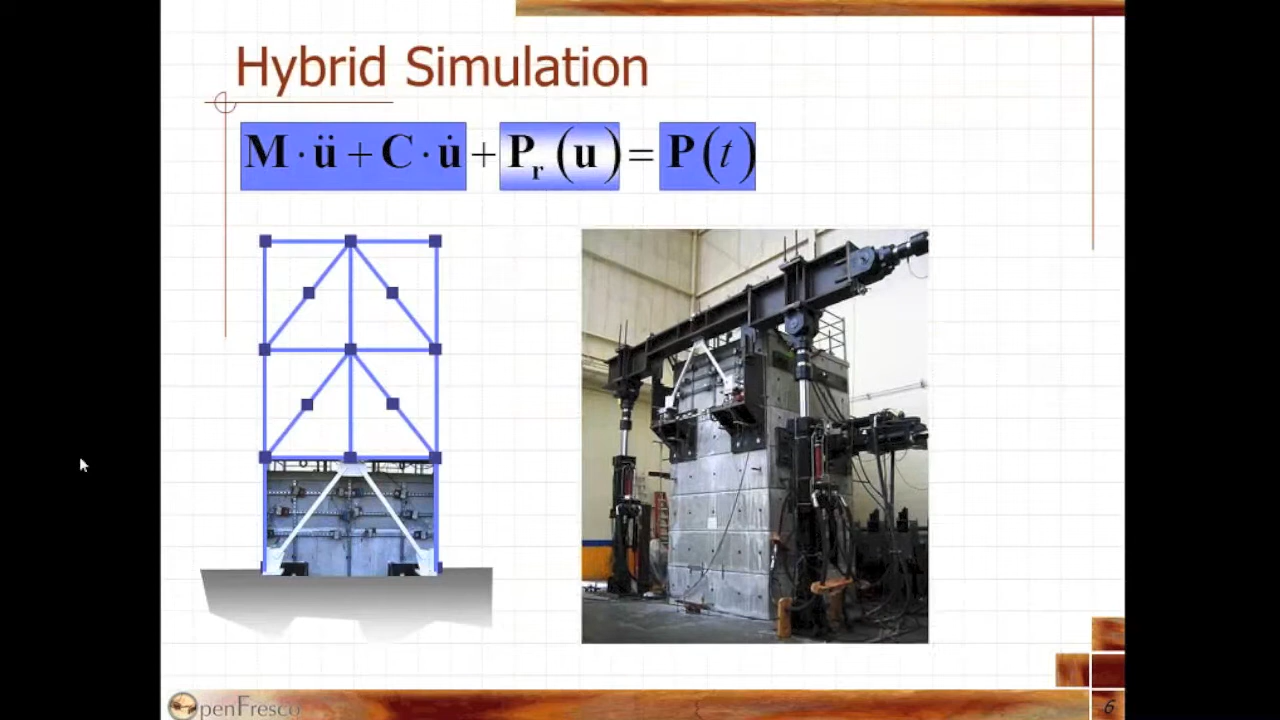 Hybrid Simulation
M · ü + C · u̇ + Pᵣ (u) = P(t)
OpenFresco
6